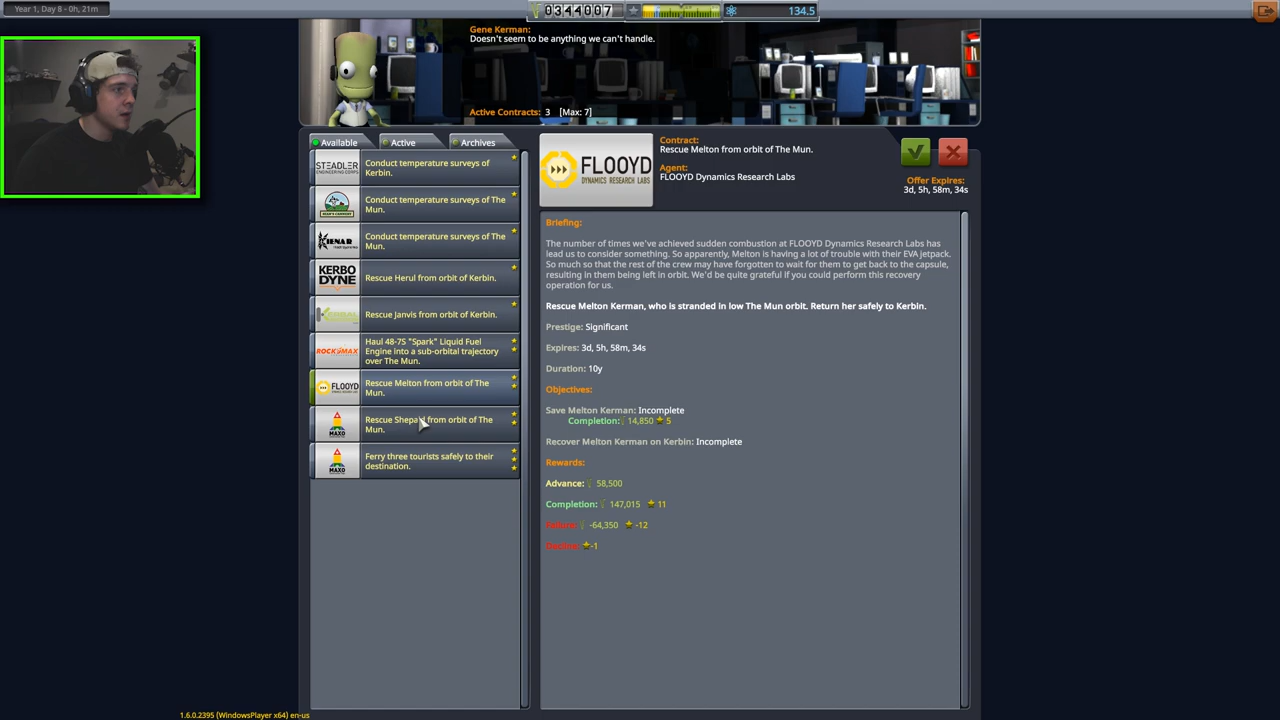 Year 1, Day 8 - 0h, 21m
0344007
134.5
Gene Kerman:
Doesn't seem to be anything we can't handle.
Active Contracts: 3 [Max: 7]
Available
Active
Archives
STEADLER
ENGINEERING CORPS
Conduct temperature surveys of
Kerbin.
Conduct temperature surveys of The
Mun.
Conduct temperature surveys of The
Mun.
KERBO
DYNE
Rescue Herul from orbit of Kerbin.
Rescue Janvis from orbit of Kerbin.
ROCKOMAX
Haul 48-7S "Spark" Liquid Fuel
Engine into a sub-orbital trajectory
over The Mun.
FLOOYD
Rescue Melton from orbit of The
Mun.
MAXO
Rescue Shepard from orbit of The
Mun.
MAXO
Ferry three tourists safely to their
destination.
FLOOYD
DYNAMICS RESEARCH LABS
Contract:
Rescue Melton from orbit of The Mun.
Agent:
FLOOYD Dynamics Research Labs
Offer Expires:
3d, 5h, 58m, 34s
Briefing:
The number of times we've achieved sudden combustion at FLOOYD Dynamics Research Labs has
lead us to consider something. So apparently, Melton is having a lot of trouble with their EVA jetpack.
So much so that the rest of the crew may have forgotten to wait for them to get back to the capsule,
resulting in them being left in orbit. We'd be quite grateful if you could perform this recovery
operation for us.
Rescue Melton Kerman, who is stranded in low The Mun orbit. Return her safely to Kerbin.
Prestige: Significant
Expires: 3d, 5h, 58m, 34s
Duration: 10y
Objectives:
Save Melton Kerman: Incomplete
Completion: 14,850 5
Recover Melton Kerman on Kerbin: Incomplete
Rewards:
Advance: 58,500
Completion: 147,015 11
Failure: -64,350 -12
Decline: -1
1.6.0.2395 (WindowsPlayer x64) en-us